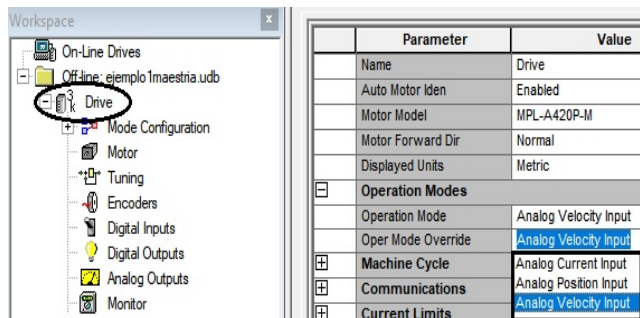 Workspace
x
On-Line Drives
Off-line: ejemplo1maestria.udb
Drive
Mode Configuration
Motor
Tuning
Encoders
Digital Inputs
Digital Outputs
Analog Outputs
Monitor
Parameter Value
Name Drive
Auto Motor Iden Enabled
Motor Model MPL-A420P-M
Motor Forward Dir Normal
Displayed Units Metric
Operation Modes
Operation Mode Analog Velocity Input
Oper Mode Override Analog Velocity Input
Machine Cycle Analog Current Input
Communications Analog Position Input
Analog Velocity Input
Current Limits